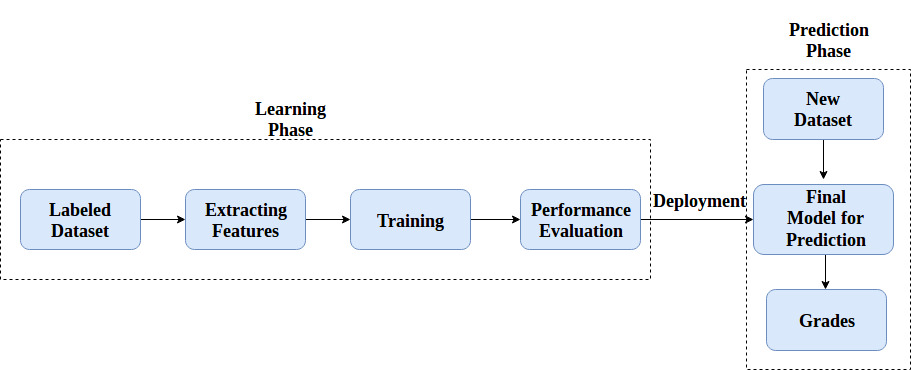 Learning
Phase
Labeled
Dataset
Extracting
Features
Training
Performance
Evaluation
Deployment
Prediction
Phase
New
Dataset
Final
Model for
Prediction
Grades